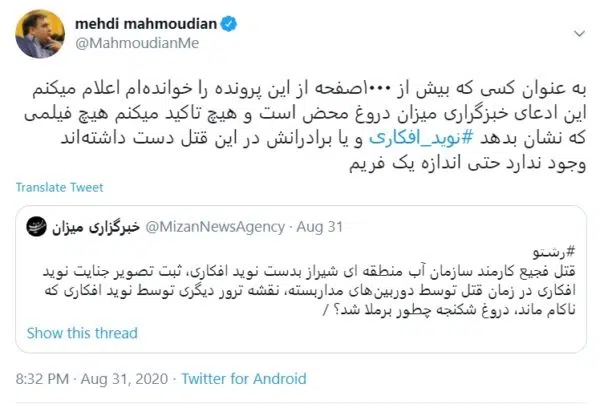 mehdi mahmoudian
@MahmoudianMe
به عنوان کسی که بیش از ۱۰۰۰صفحه از این پرونده را خوانده‌ام اعلام میکنم
این ادعای خبزگراری میزان دروغ محض است و هیچ تاکید میکنم هیچ فیلمی
که نشان بدهد #نوید_افکاری و یا برادرانش در این قتل دست داشته‌اند
وجود ندارد حتی اندازه یک فریم
Translate Tweet
خبرگزاری میزان @MizanNewsAgency · Aug 31
#رشتو
قتل فجیع کارمند سازمان آب منطقه ای شیراز بدست نوید افکاری، ثبت تصویر جنایت نوید
افکاری در زمان قتل توسط دوربین‌های مداربسته، نقشه ترور دیگری توسط نوید افکاری که
ناکام ماند، دروغ شکنجه چطور برملا شد؟ /
Show this thread
8:32 PM · Aug 31, 2020 · Twitter for Android